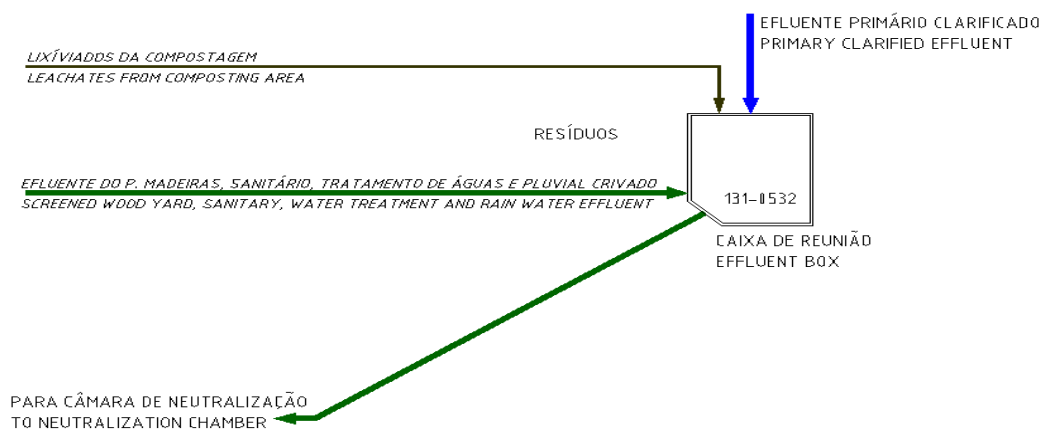 EFLUENTE PRIMÁRIO CLARIFICADO
PRIMARY CLARIFIED EFFLUENT
LIXÍVIADOS DA COMPOSTAGEM
LEACHATES FROM COMPOSTING AREA
RESÍDUOS
EFLUENTE DO P. MADEIRAS, SANITÁRIO, TRATAMENTO DE ÁGUAS E PLUVIAL CRIVADO
SCREENED WOOD YARD, SANITARY, WATER TREATMENT AND RAIN WATER EFFLUENT
131-0532
CAIXA DE REUNIÃO
EFFLUENT BOX
PARA CÂMARA DE NEUTRALIZAÇÃO
TO NEUTRALIZATION CHAMBER